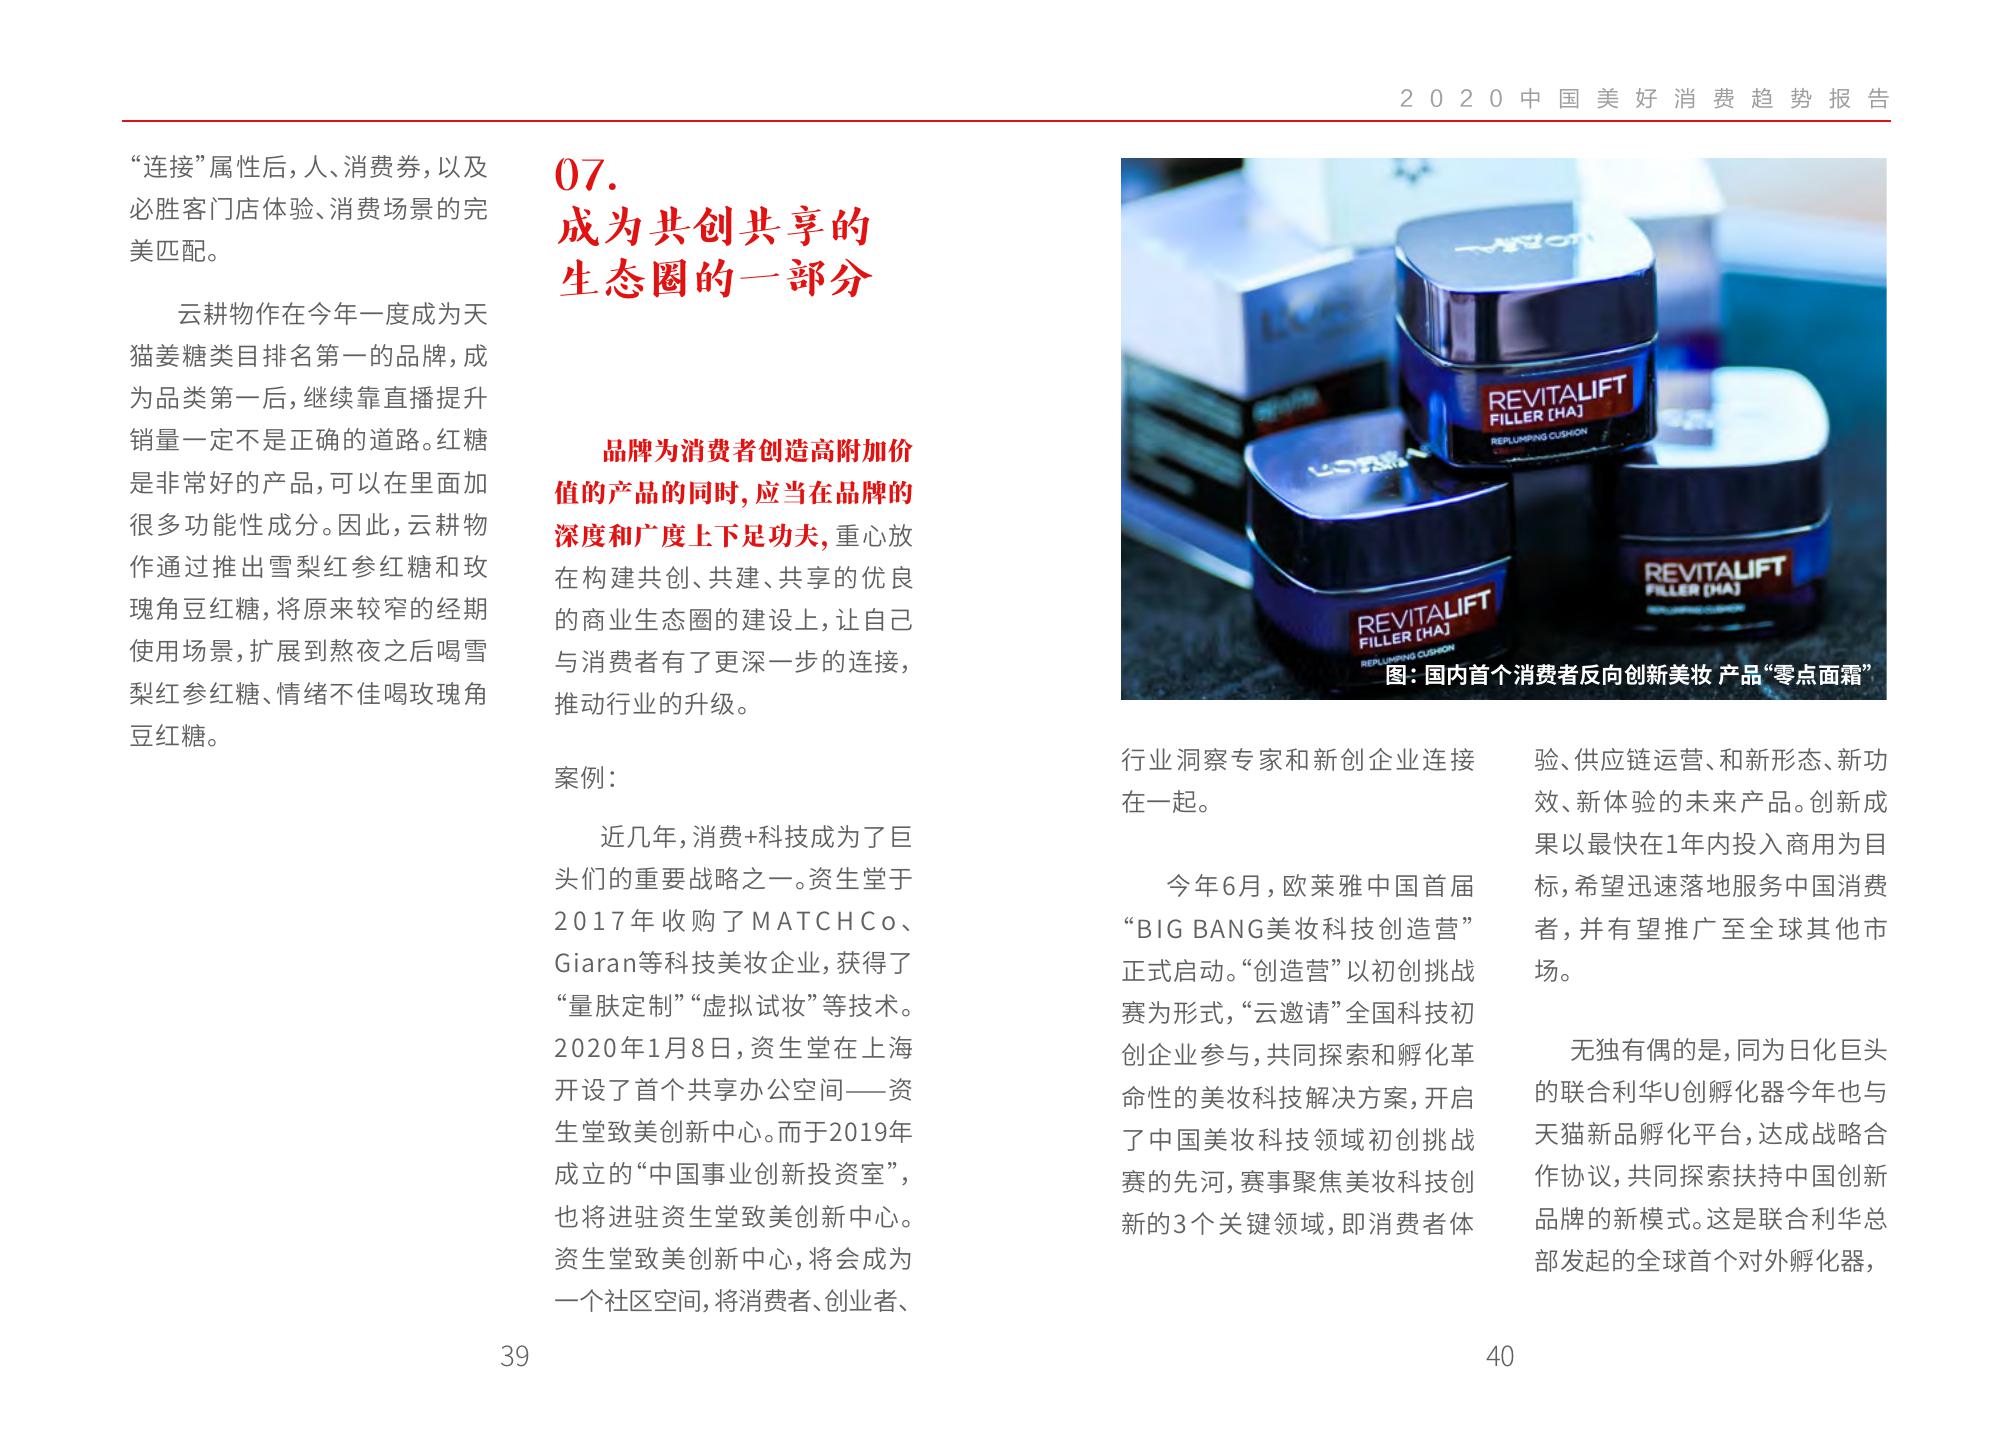 2020中国美好消费趋势报告
“连接”属性后，人、消费券，以及
必胜客门店体验、消费场景的完
美匹配。
云耕物作在今年一度成为天
猫姜糖类目排名第一的品牌，成
为品类第一后，继续靠直播提升
销量一定不是正确的道路。红糖
是非常好的产品，可以在里面加
很多功能性成分。因此，云耕物
作通过推出雪梨红参红糖和玫
瑰角豆红糖，将原来较窄的经期
使用场景，扩展到熬夜之后喝雪
梨红参红糖、情绪不佳喝玫瑰角
豆红糖。
07.
成为共创共享的
生态圈的一部分
品牌为消费者创造高附加价
值的产品的同时，应当在品牌的
深度和广度上下足功夫，重心放
在构建共创、共建、共享的优良
的商业生态圈的建设上，让自己
与消费者有了更深一步的连接，
推动行业的升级。
案例：
近几年，消费+科技成为了巨
头们的重要战略之一。资生堂于
2017年收购了MATCHCo、
Giaran等科技美妆企业，获得了
“量肤定制”“虚拟试妆”等技术。
2020年1月8日，资生堂在上海
开设了首个共享办公空间——资
生堂致美创新中心。而于2019年
成立的“中国事业创新投资室”，
也将进驻资生堂致美创新中心。
资生堂致美创新中心，将会成为
一个社区空间，将消费者、创业者、
39
REVITALIFT
FILLER [HA]
REPLUMPING CUSHION
REVITALIFT
FILLER [HA]
REPLUMPING CUSHION
REVITALIFT
FILLER [HA]
REPLUMPING CUSHION
图：国内首个消费者反向创新美妆 产品“零点面霜”
行业洞察专家和新创企业连接
在一起。
今年6月，欧莱雅中国首届
“BIG BANG美妆科技创造营”
正式启动。“创造营”以初创挑战
赛为形式，“云邀请”全国科技初
创企业参与，共同探索和孵化革
命性的美妆科技解决方案，开启
了中国美妆科技领域初创挑战
赛的先河，赛事聚焦美妆科技创
新的3个关键领域，即消费者体
验、供应链运营、和新形态、新功
效、新体验的未来产品。创新成
果以最快在1年内投入商用为目
标，希望迅速落地服务中国消费
者，并有望推广至全球其他市
场。
无独有偶的是，同为日化巨头
的联合利华U创孵化器今年也与
天猫新品孵化平台，达成战略合
作协议，共同探索扶持中国创新
品牌的新模式。这是联合利华总
部发起的全球首个对外孵化器，
40